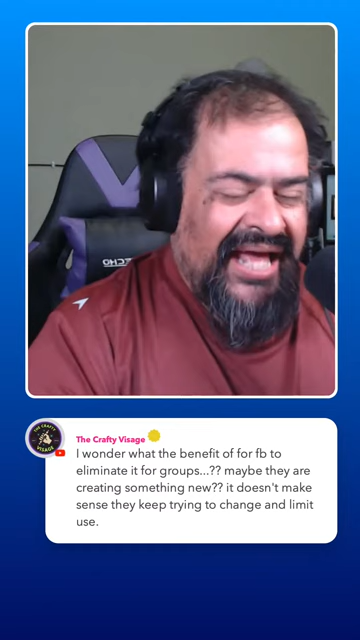 OHCƎꓷ
THE CRAFTY
VISAGE
The Crafty Visage
I wonder what the benefit of for fb to
eliminate it for groups...?? maybe they are
creating something new?? it doesn't make
sense they keep trying to change and limit
use.